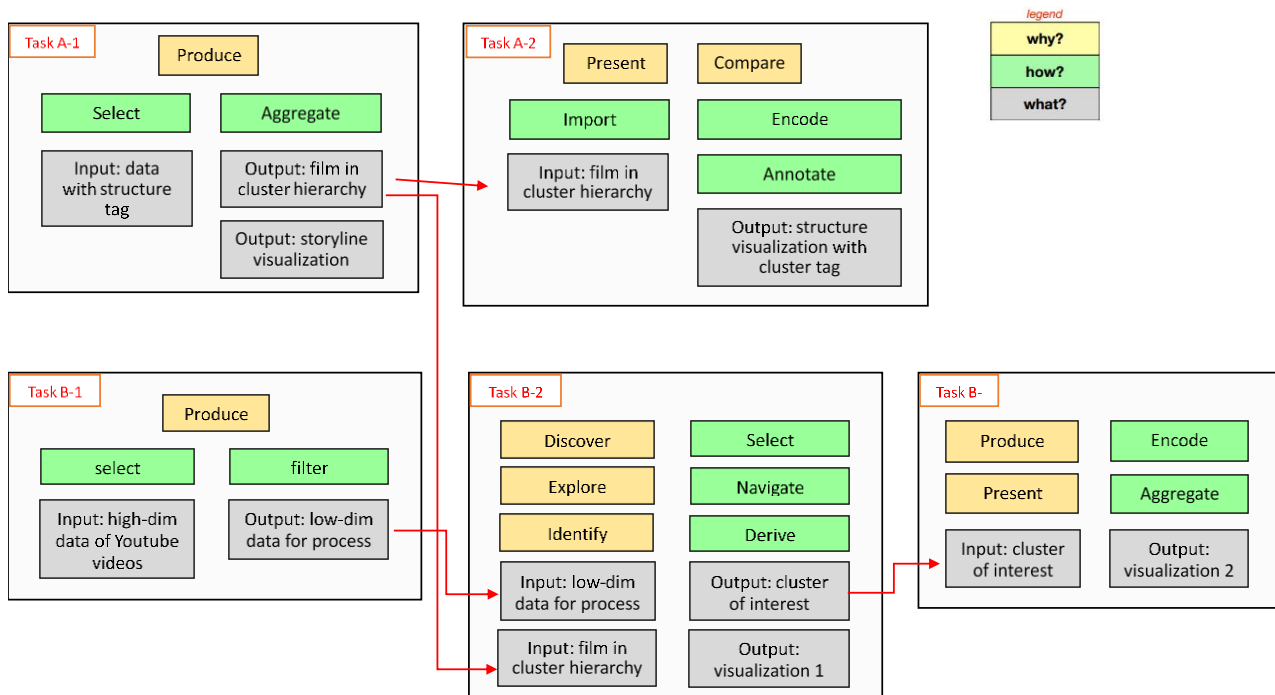 legend
why?
how?
what?
Task A-1
Produce
Select
Aggregate
Input: data
with structure
tag
Output: film in
cluster hierarchy
Output: storyline
visualization
Task A-2
Present
Compare
Import
Encode
Input: film in
cluster hierarchy
Annotate
Output: structure
visualization with
cluster tag
Task B-1
Produce
select
filter
Input: high-dim
data of Youtube
videos
Output: low-dim
data for process
Task B-2
Discover
Select
Explore
Navigate
Identify
Derive
Input: low-dim
data for process
Output: cluster
of interest
Input: film in
cluster hierarchy
Output:
visualization 1
Task B-
Produce
Encode
Present
Aggregate
Input: cluster
of interest
Output:
visualization 2